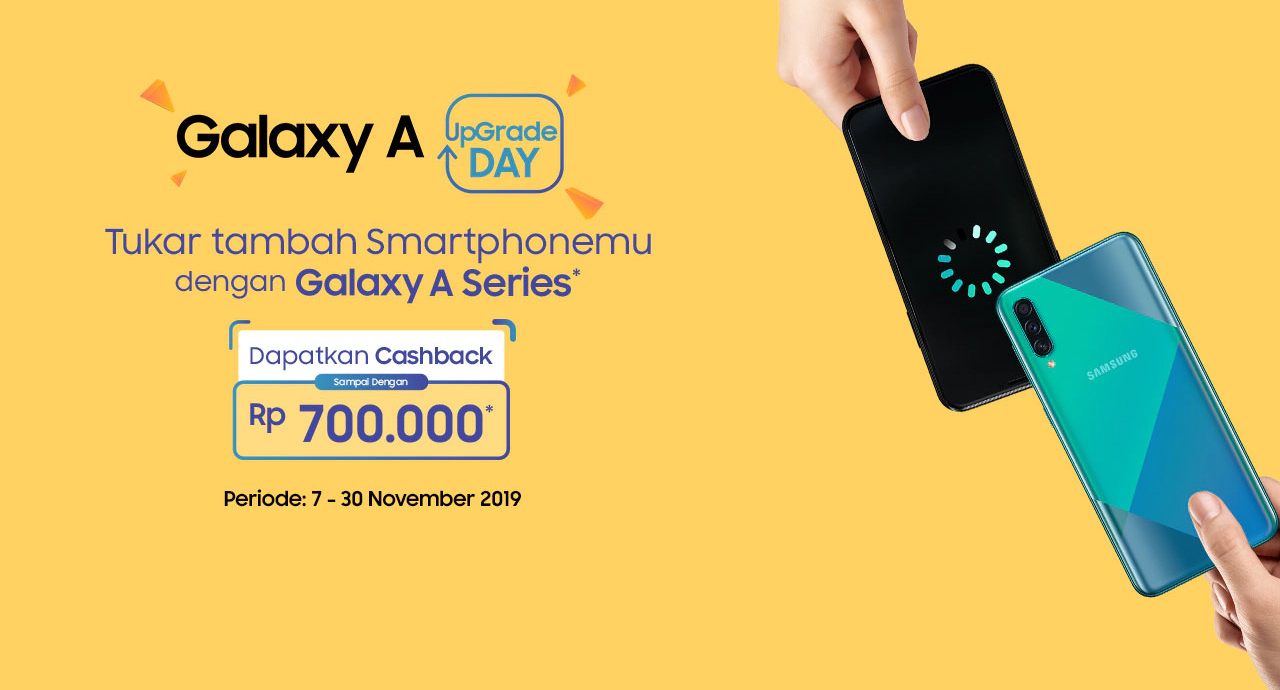 Galaxy A
UpGrade
DAY
Tukar tambah Smartphonemu
dengan Galaxy A Series*
Dapatkan Cashback
Sampai Dengan
Rp 700.000*
Periode: 7 - 30 November 2019
SAMSUNG